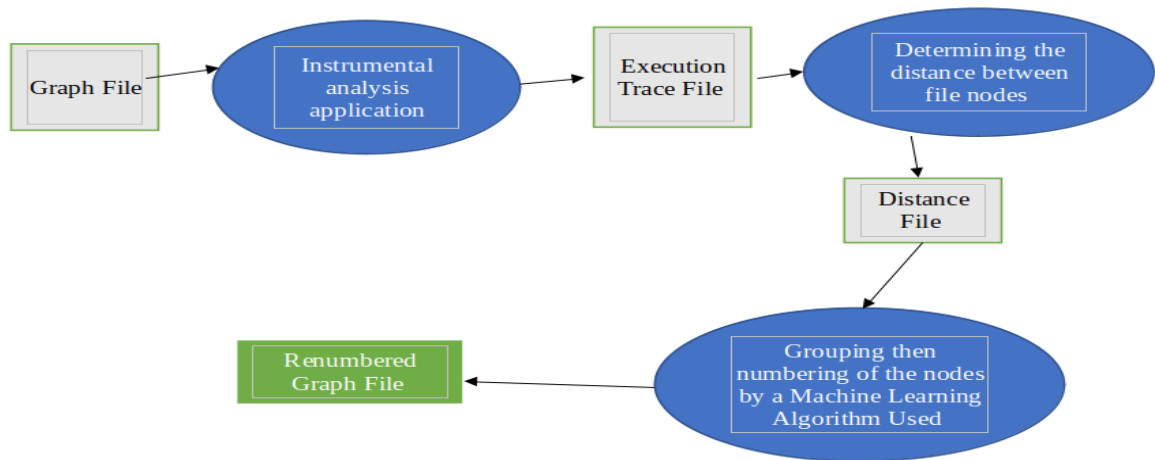 Graph File
Instrumental
analysis
application
Execution
Trace File
Determining the
distance between
file nodes
Distance
File
Grouping then
numbering of the nodes
by a Machine Learning
Algorithm Used
Renumbered
Graph File